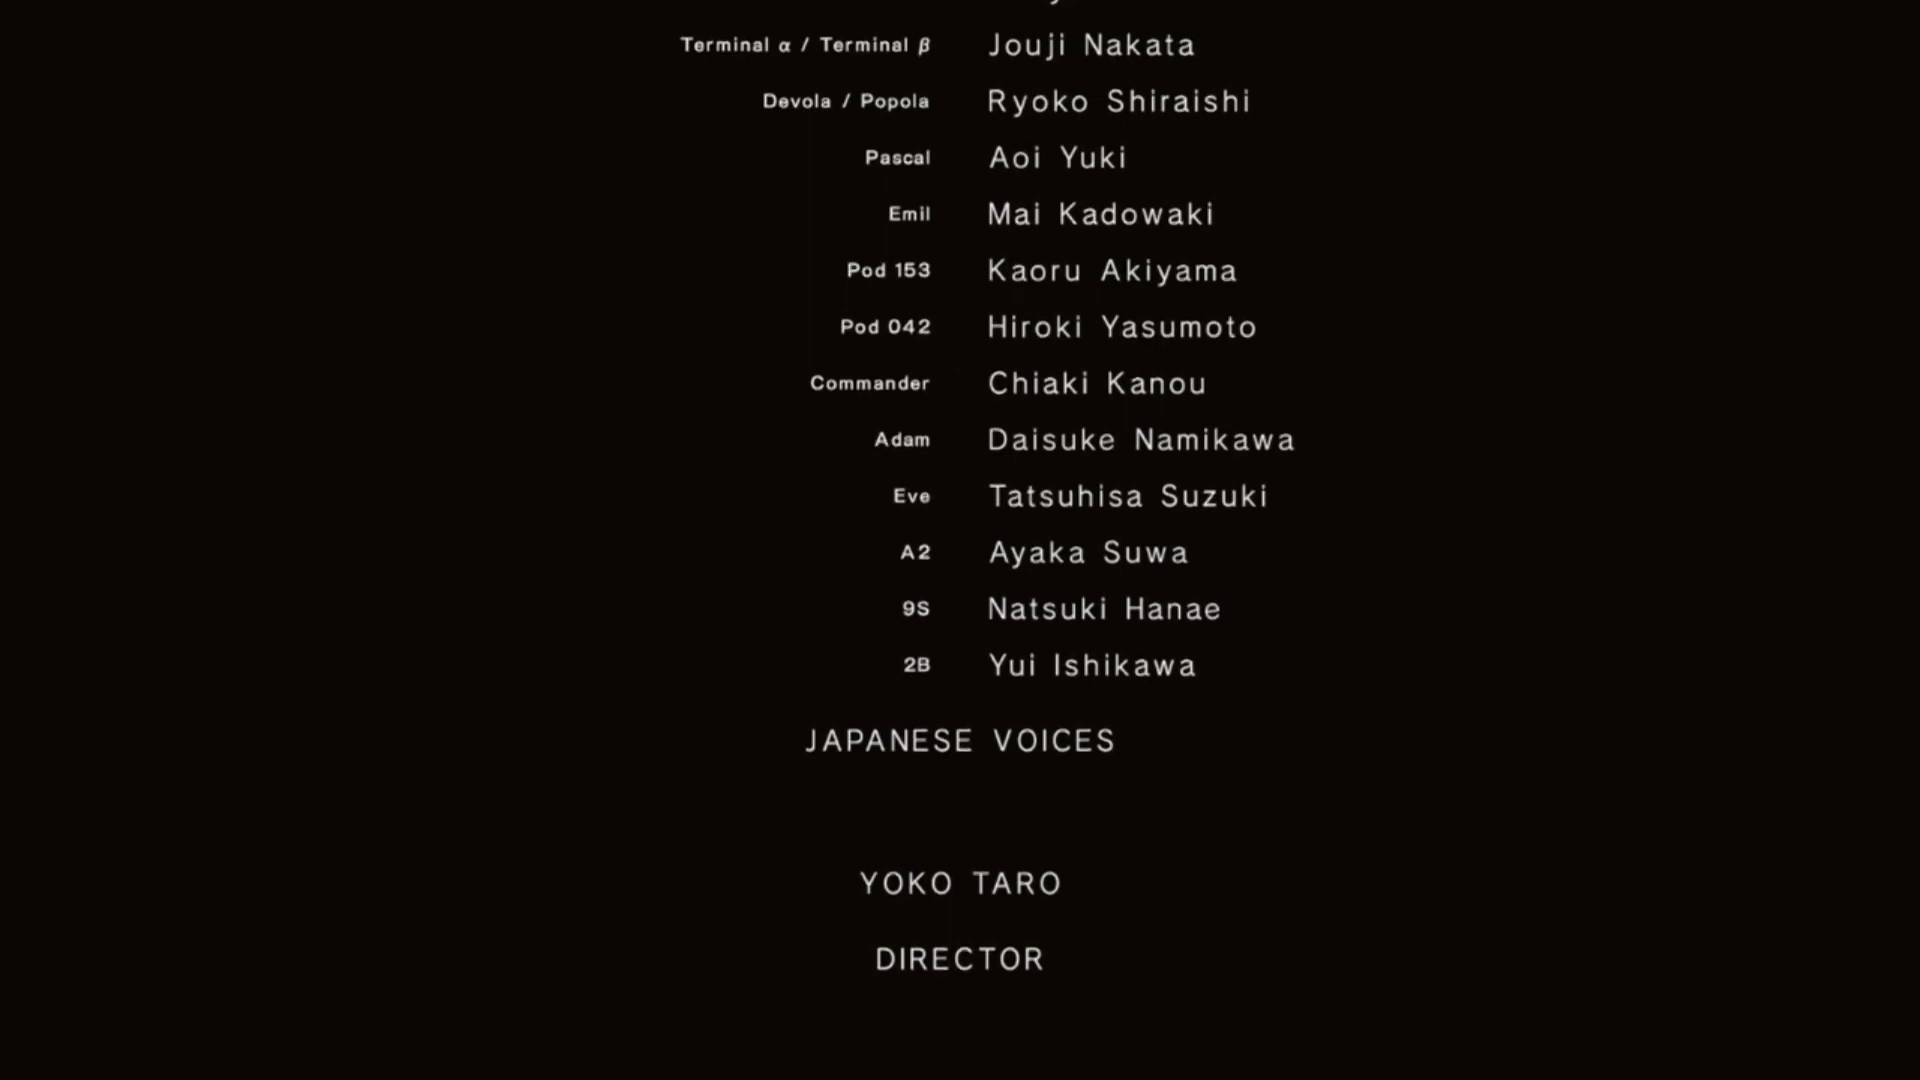 Terminal α / Terminal β Jouji Nakata
Devola / Popola Ryoko Shiraishi
Pascal Aoi Yuki
Emil Mai Kadowaki
Pod 153 Kaoru Akiyama
Pod 042 Hiroki Yasumoto
Commander Chiaki Kanou
Adam Daisuke Namikawa
Eve Tatsuhisa Suzuki
A2 Ayaka Suwa
9S Natsuki Hanae
2B Yui Ishikawa
JAPANESE VOICES
YOKO TARO
DIRECTOR